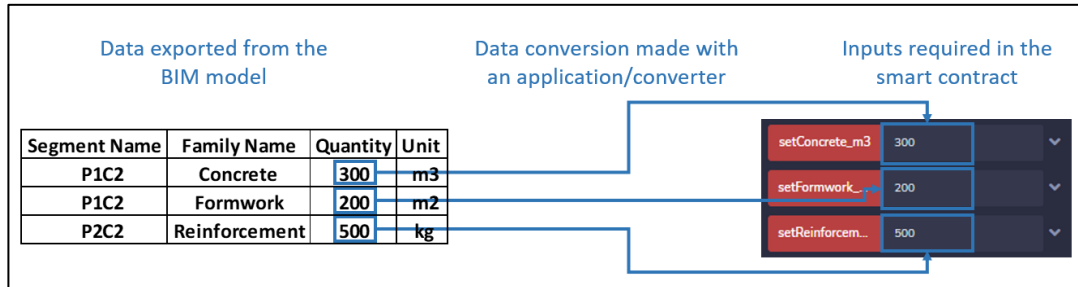 Data exported from the
BIM model
Data conversion made with
an application/converter
Inputs required in the
smart contract
Segment Name Family Name Quantity Unit
P1C2 Concrete 300 m3
P1C2 Formwork 200 m2
P2C2 Reinforcement 500 kg
setConcrete_m3 300
setFormwork_... 200
setReinforcem... 500